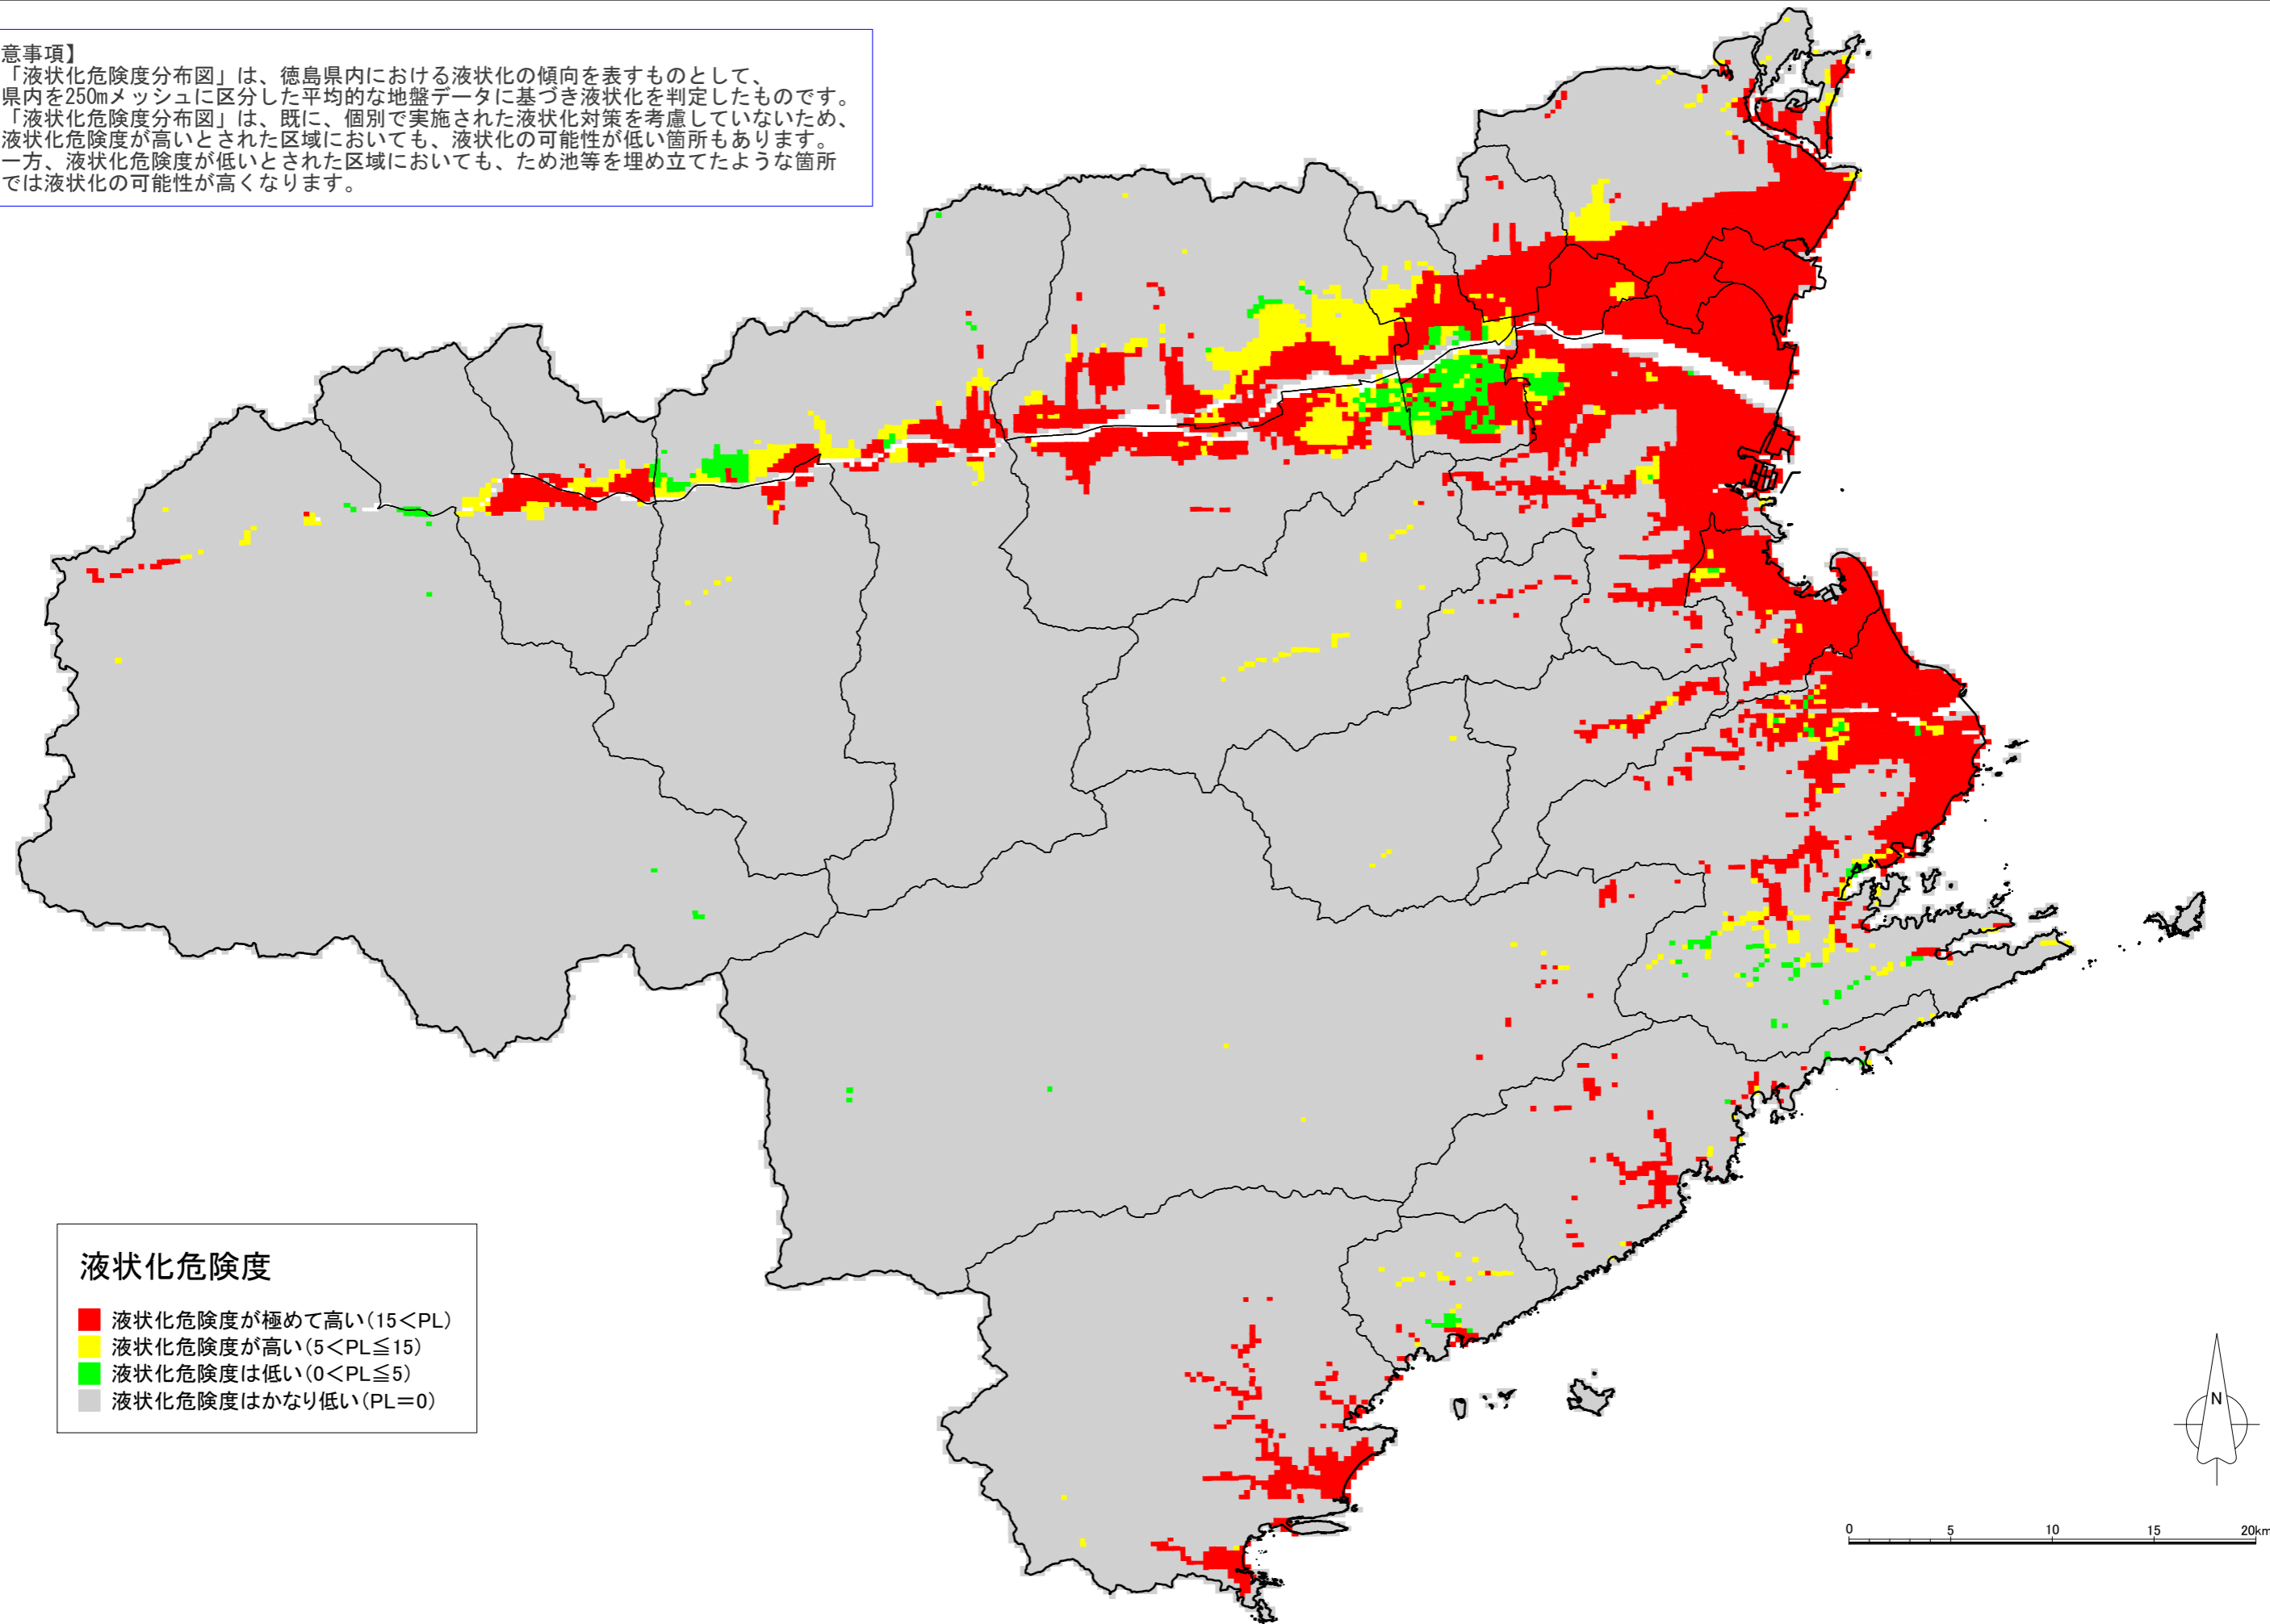 意事項】
「液状化危険度分布図」は、徳島県内における液状化の傾向を表すものとして、
県内を250mメッシュに区分した平均的な地盤データに基づき液状化を判定したものです。
「液状化危険度分布図」は、既に、個別で実施された液状化対策を考慮していないため、
液状化危険度が高いとされた区域においても、液状化の可能性が低い箇所もあります。
一方、液状化危険度が低いとされた区域においても、ため池等を埋め立てたような箇所
では液状化の可能性が高くなります。
液状化危険度
液状化危険度が極めて高い(15＜PL)
液状化危険度が高い(5＜PL≦15)
液状化危険度は低い(0＜PL≦5)
液状化危険度はかなり低い(PL＝0)
N
0 5 10 15 20km